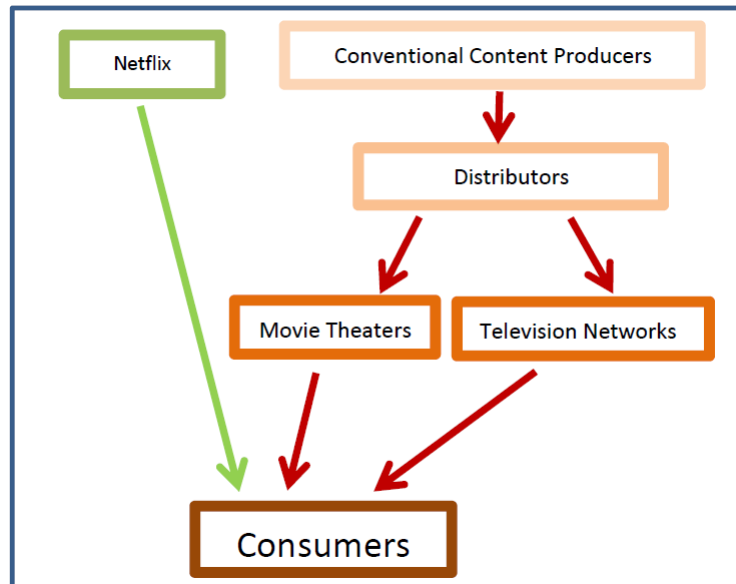 Netflix
Conventional Content Producers
Distributors
Movie Theaters
Television Networks
Consumers